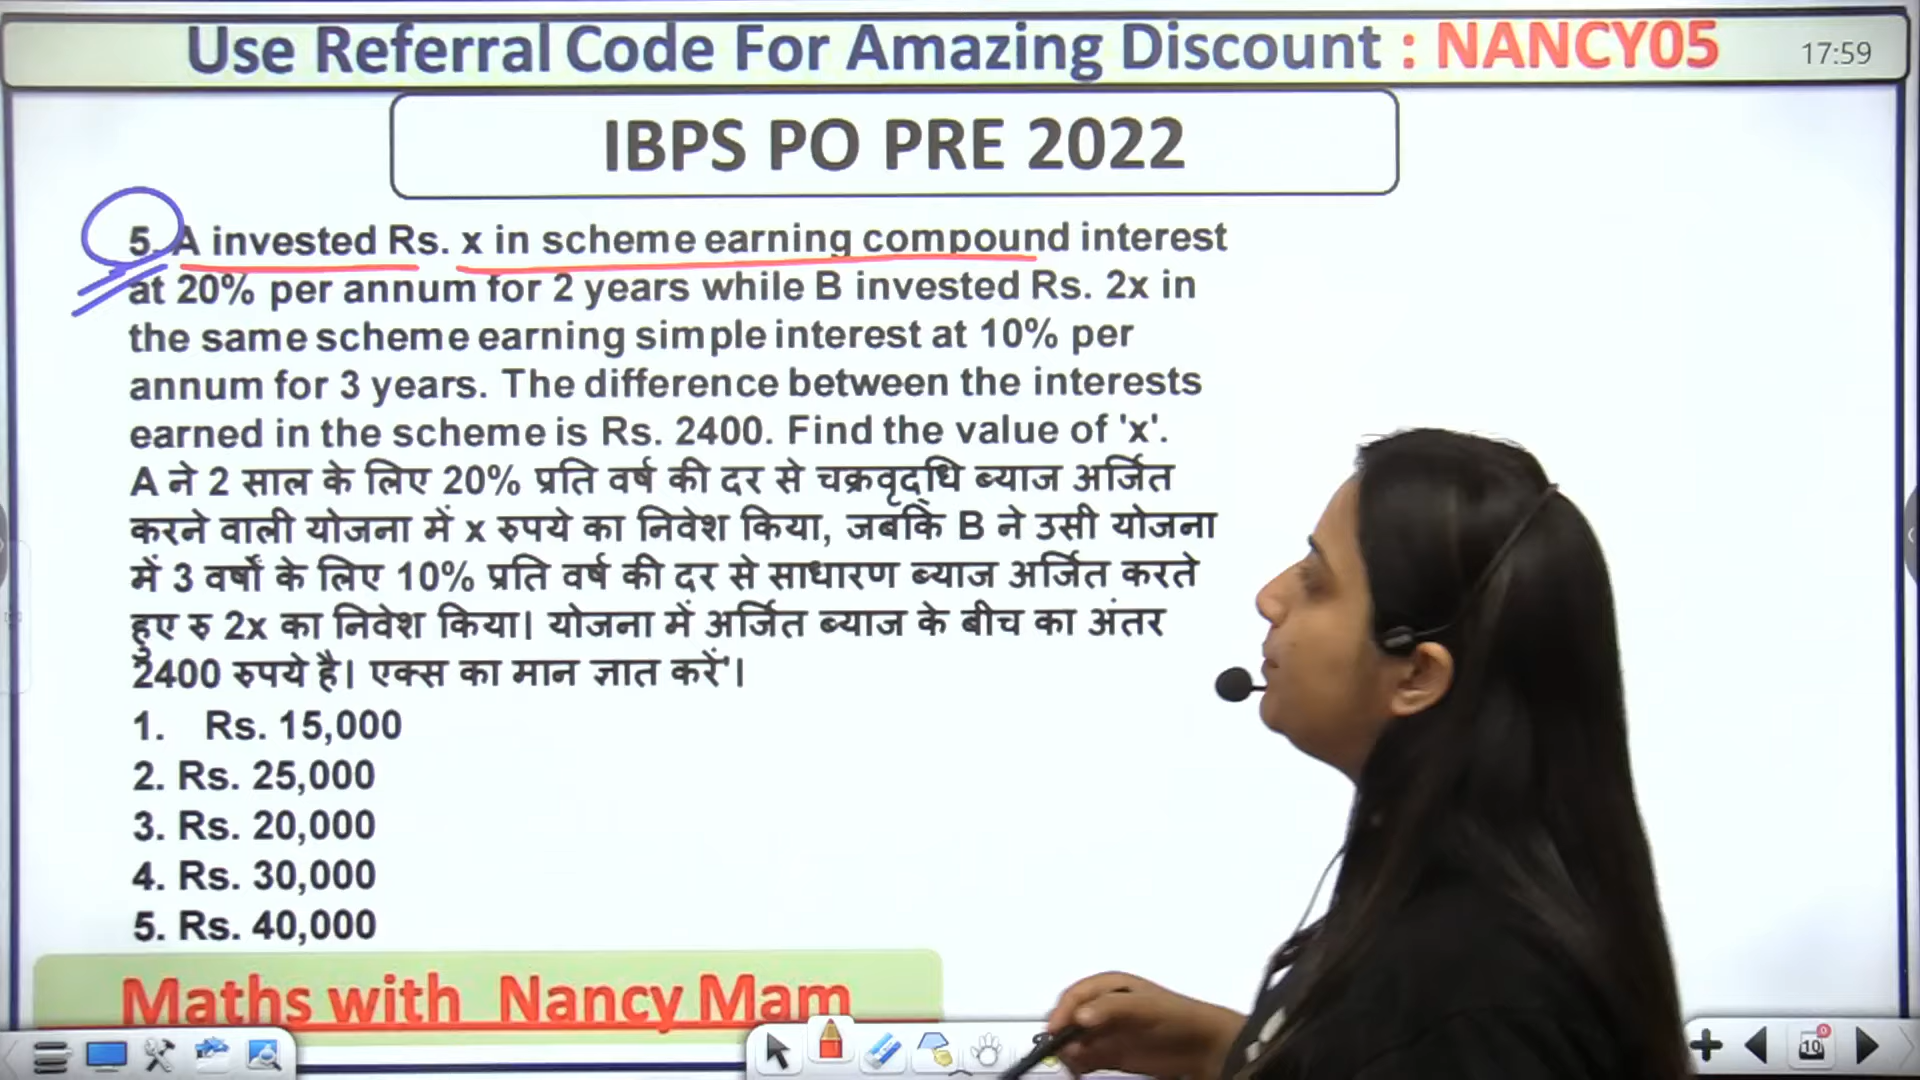 Use Referral Code For Amazing Discount : NANCY05
17:59
IBPS PO PRE 2022
5. A invested Rs. x in scheme earning compound interest
at 20% per annum for 2 years while B invested Rs. 2x in
the same scheme earning simple interest at 10% per
annum for 3 years. The difference between the interests
earned in the scheme is Rs. 2400. Find the value of 'x'.
A ने 2 साल के लिए 20% प्रति वर्ष की दर से चक्रवृद्धि ब्याज अर्जित
करने वाली योजना में x रुपये का निवेश किया, जबकि B ने उसी योजना
में 3 वर्षों के लिए 10% प्रति वर्ष की दर से साधारण ब्याज अर्जित करते
हुए रु 2x का निवेश किया। योजना में अर्जित ब्याज के बीच का अंतर
2400 रुपये है। एक्स का मान ज्ञात करें'।
1. Rs. 15,000
2. Rs. 25,000
3. Rs. 20,000
4. Rs. 30,000
5. Rs. 40,000
Maths with Nancy Mam
10
0